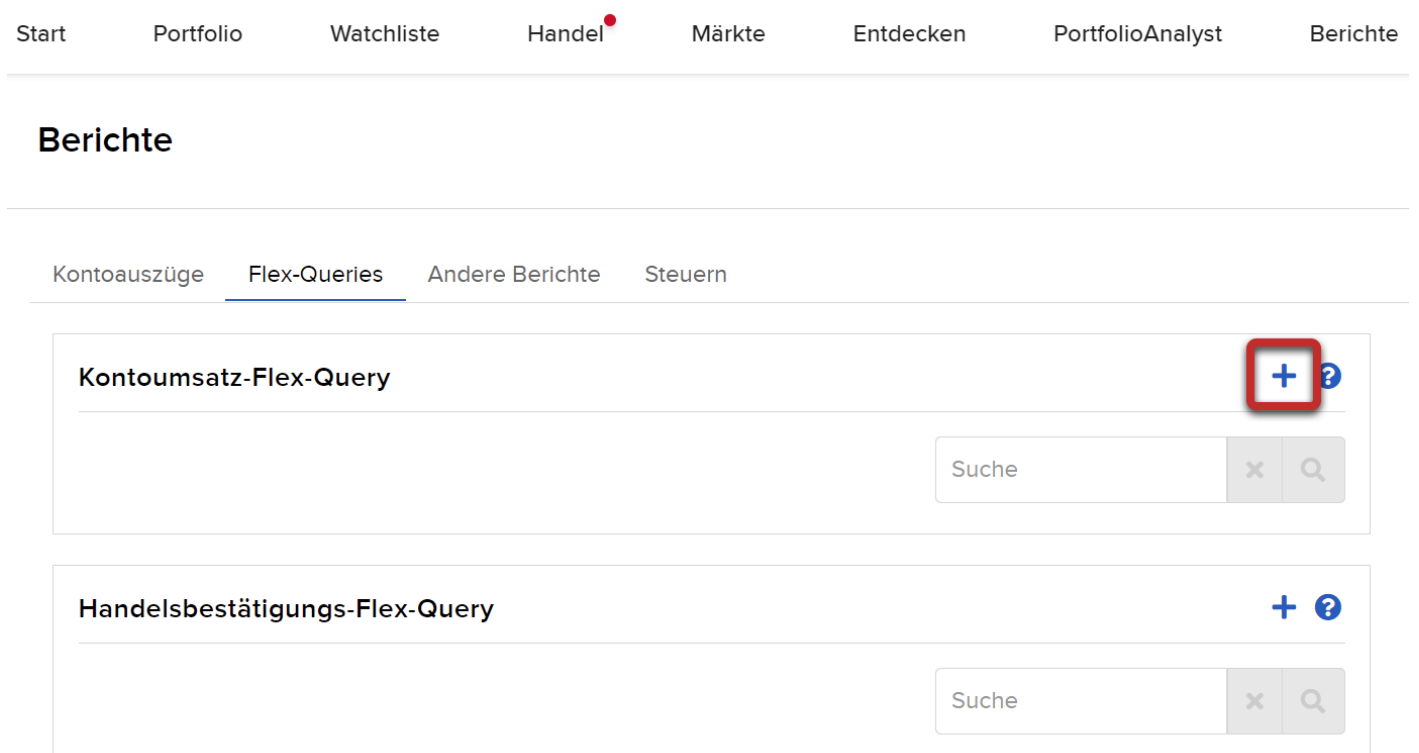 Start Portfolio Watchliste Handel Märkte Entdecken PortfolioAnalyst Berichte
Berichte
Kontoauszüge Flex-Queries Andere Berichte Steuern
Kontoumsatz-Flex-Query + ?
Suche
Handelsbestätigungs-Flex-Query + ?
Suche